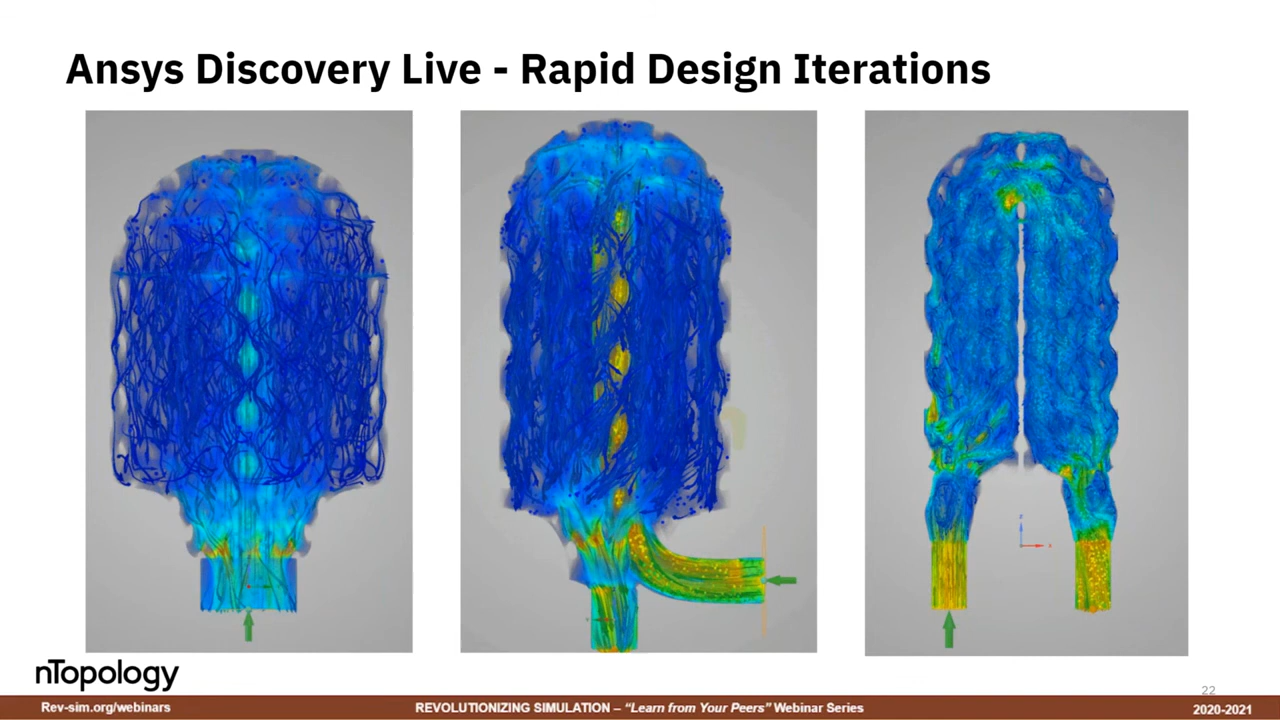 Ansys Discovery Live - Rapid Design Iterations
nTopology
22
Rev-sim.org/webinars
REVOLUTIONIZING SIMULATION – “Learn from Your Peers” Webinar Series
2020-2021